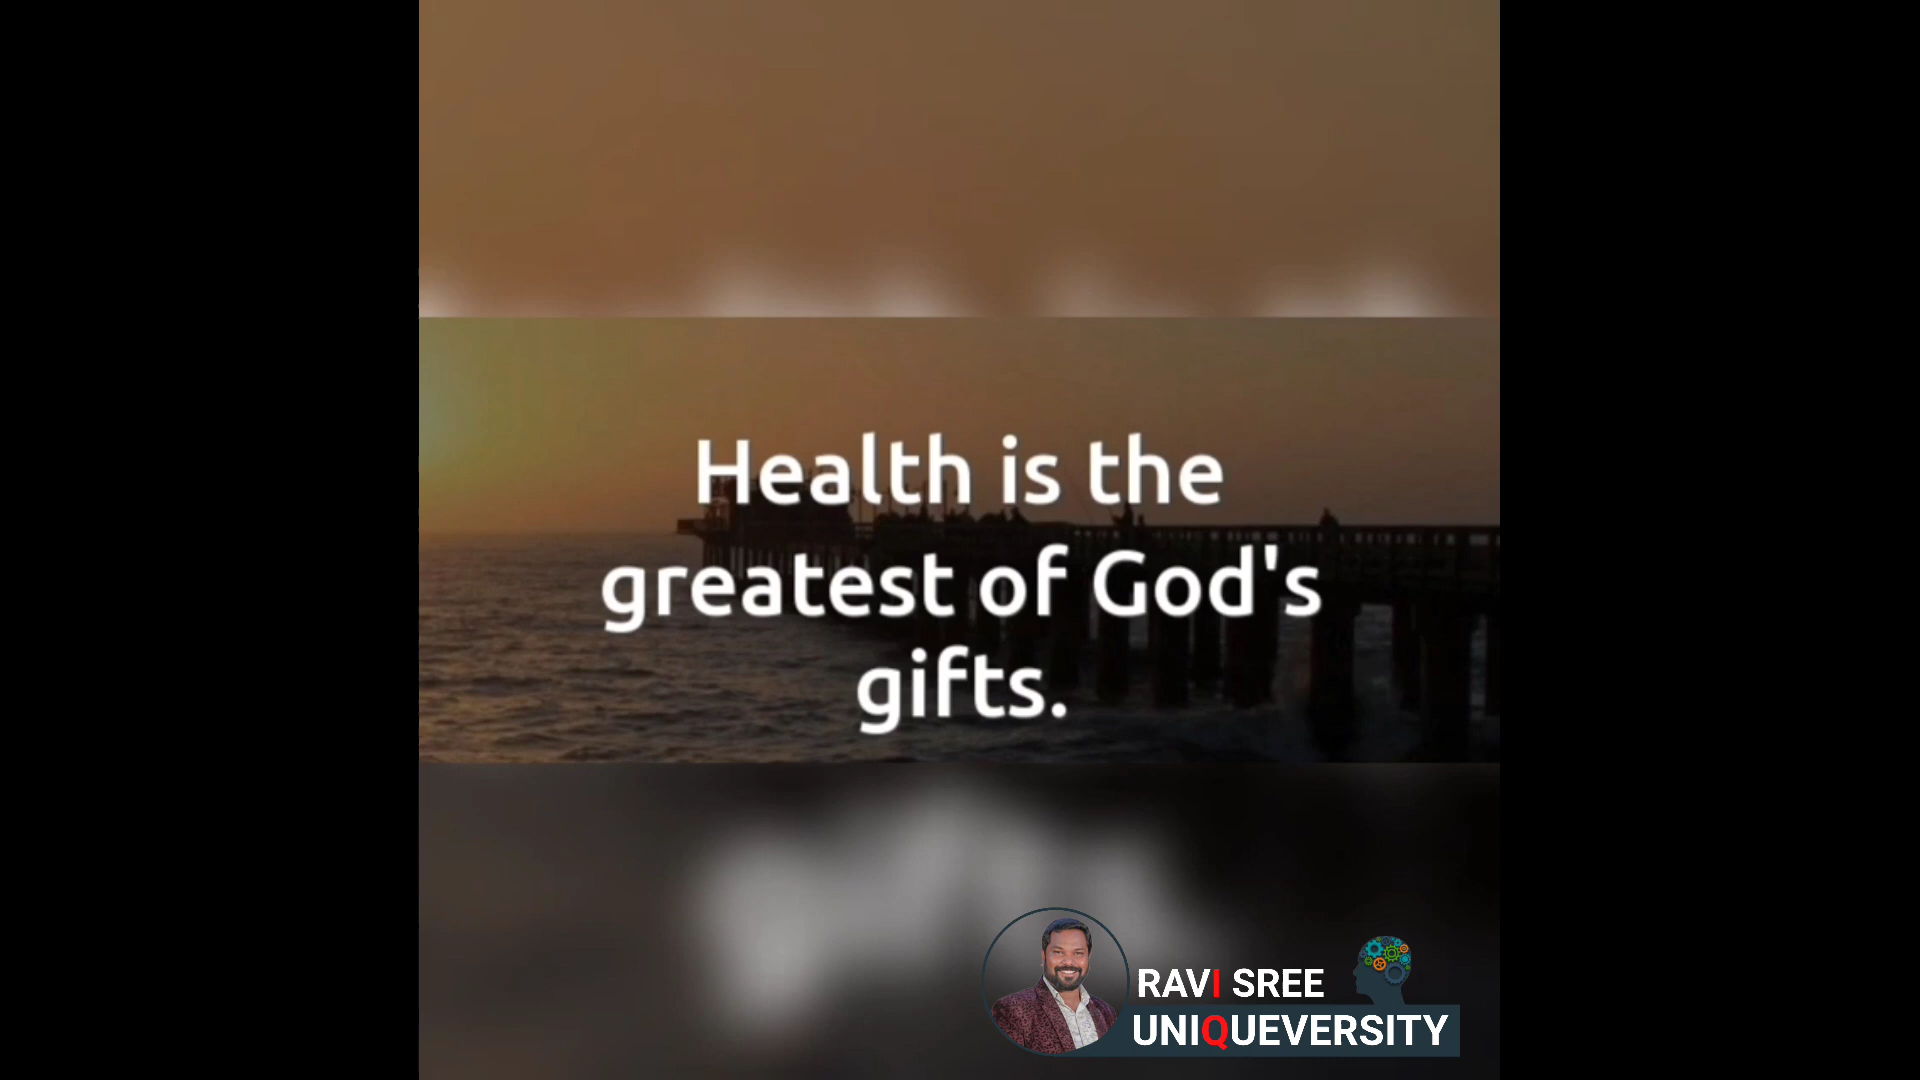 Health is the
greatest of God's
gifts.
RAVI SREE
UNIQUEVERSITY